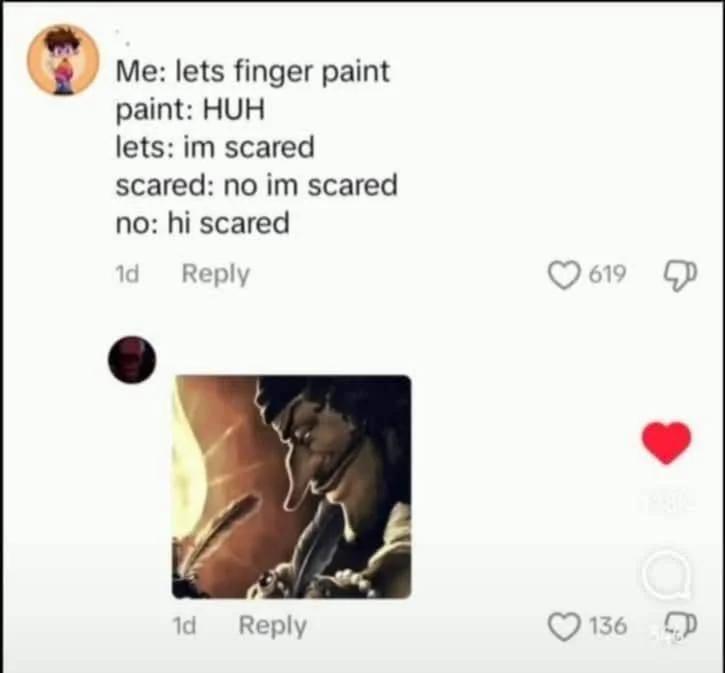 Me: lets finger paint
paint: HUH
lets: im scared
scared: no im scared
no: hi scared
1d Reply 619
1d Reply 136